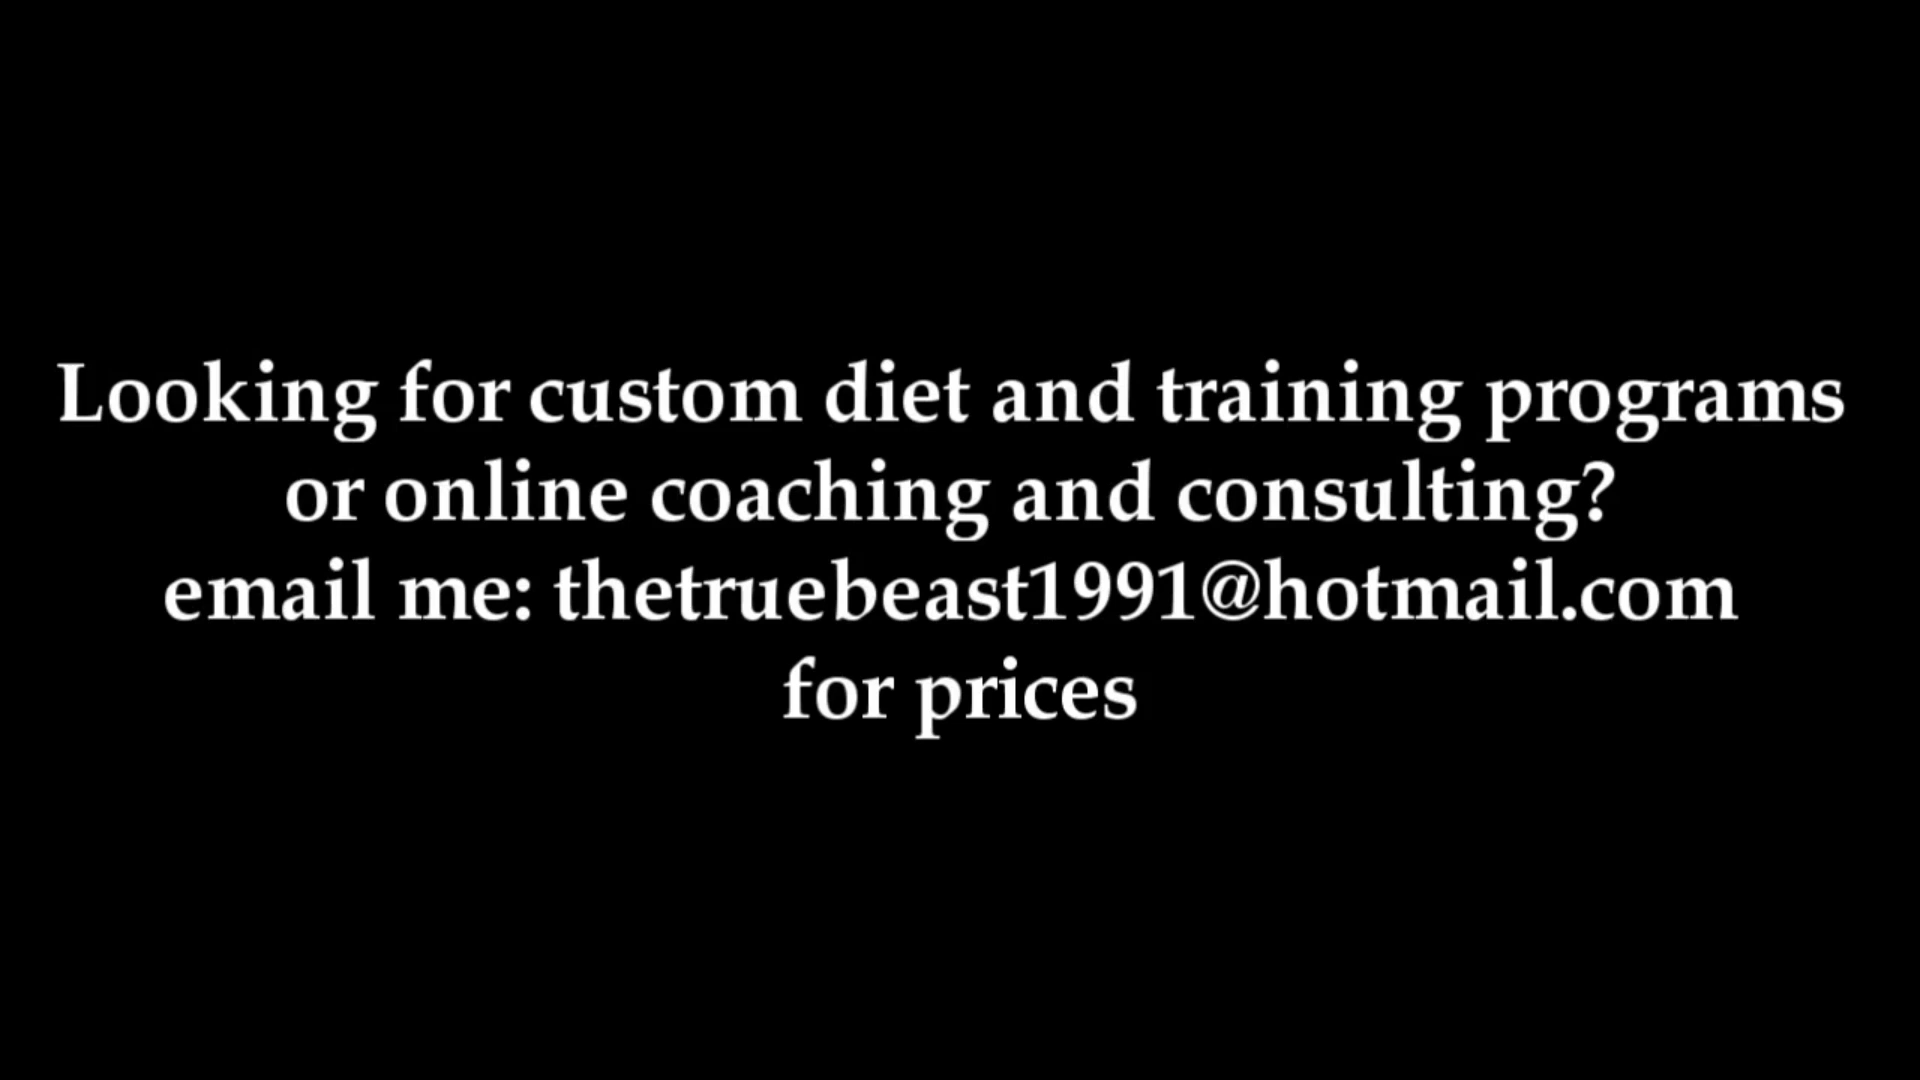 Looking for custom diet and training programs
or online coaching and consulting?
email me: thetruebeast1991@hotmail.com
for prices